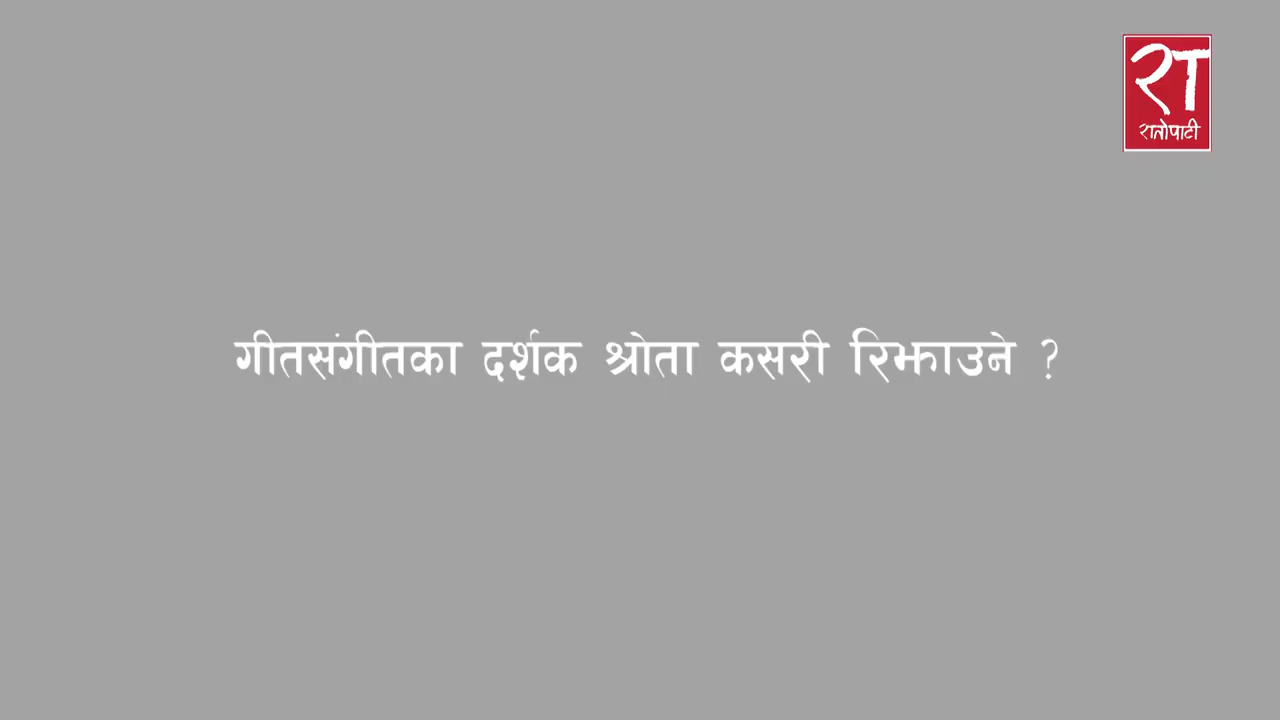 रा
रातोपाटी
गीतसंगीतका दर्शक श्रोता कसरी रिझाउने ?